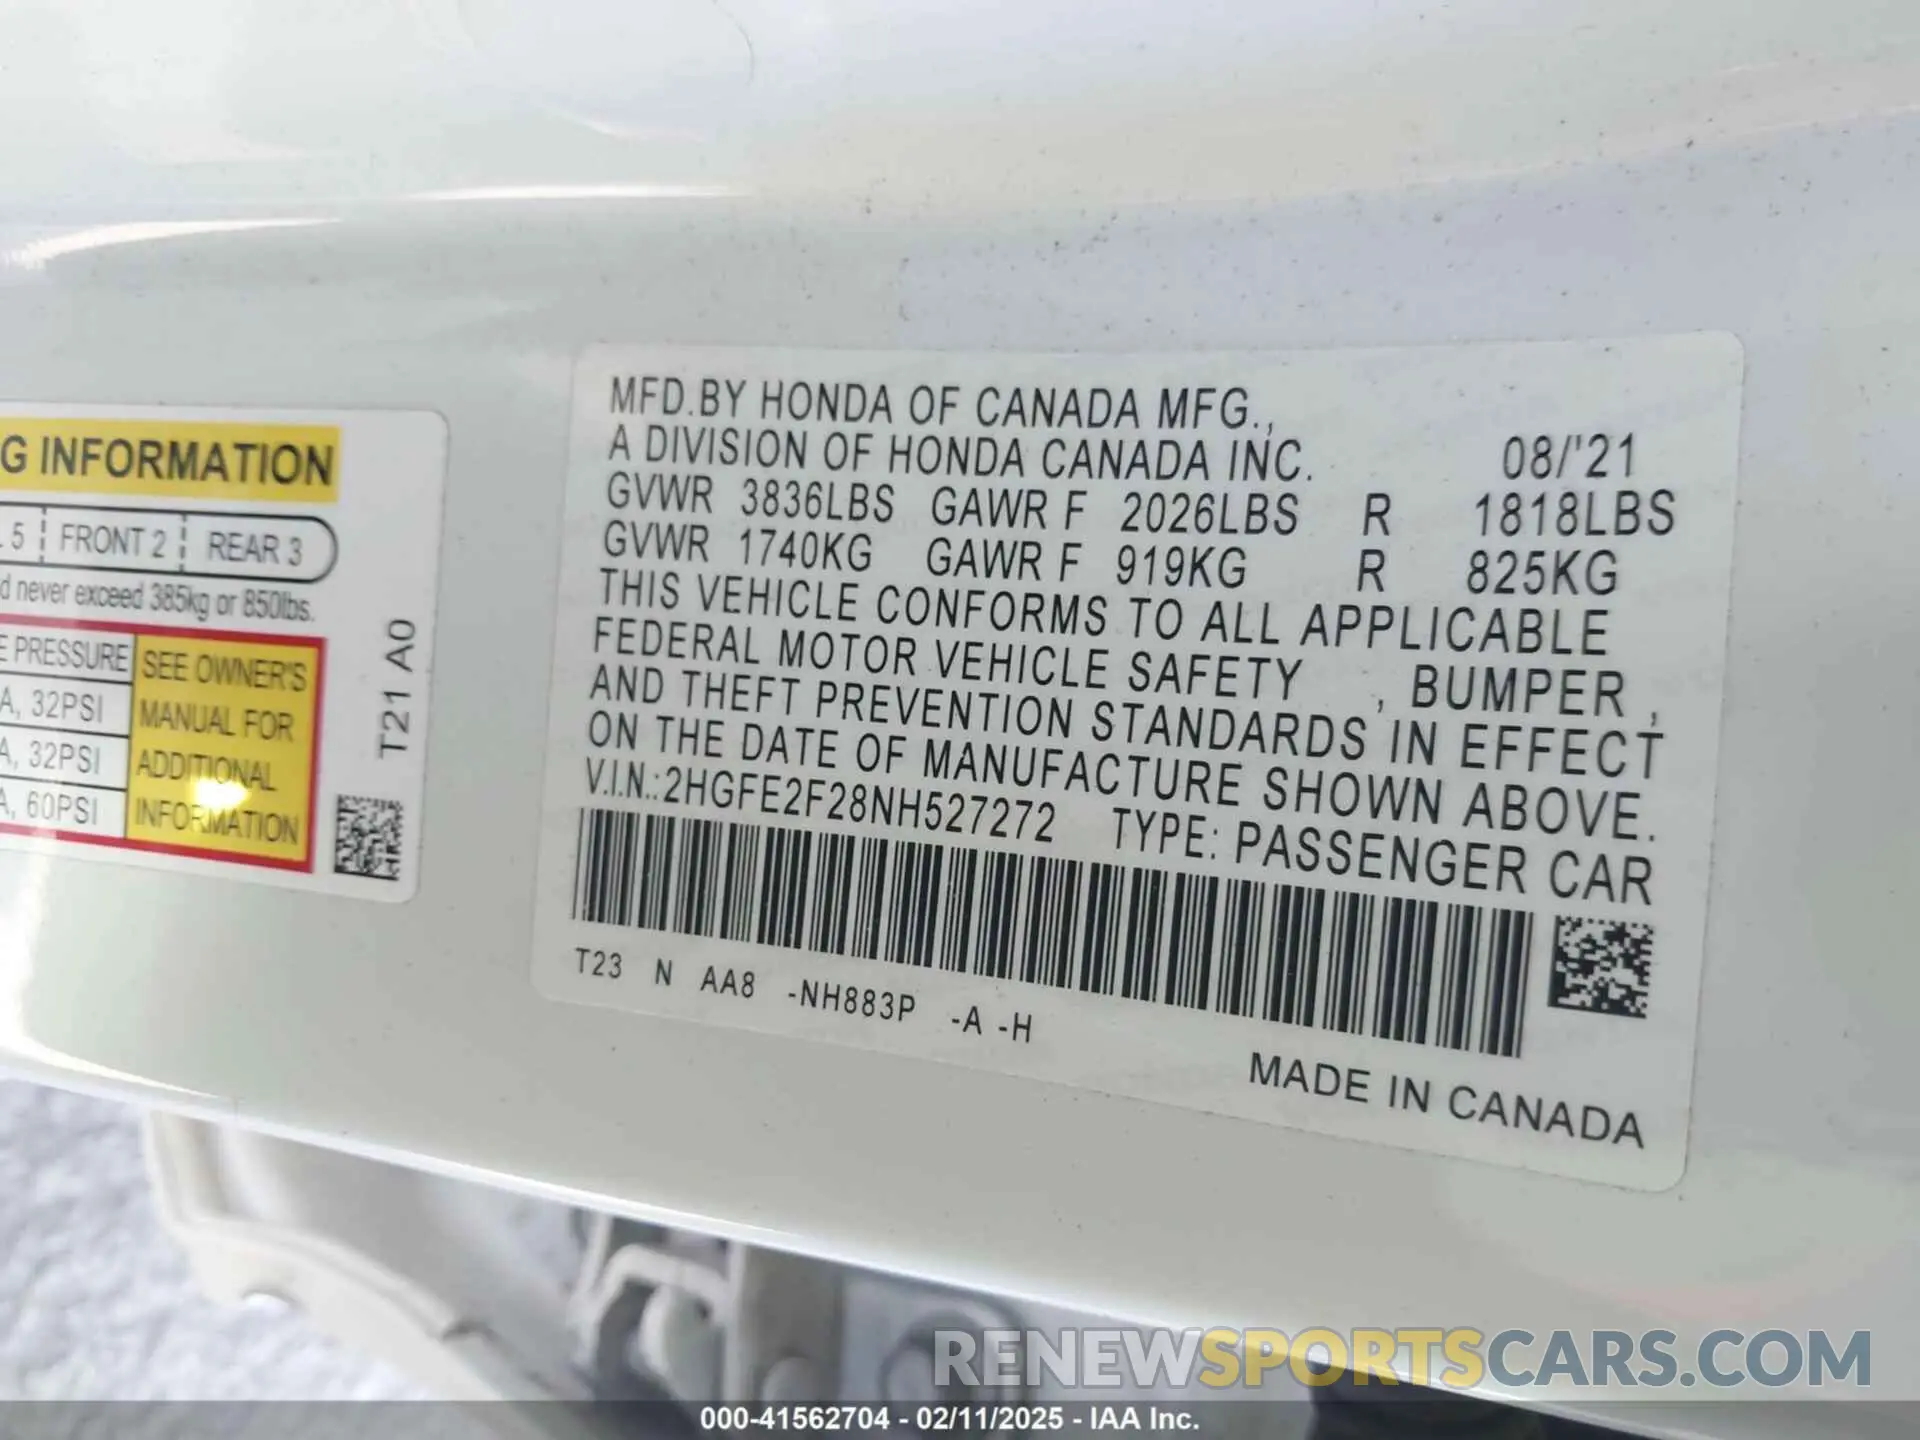 G INFORMATION
5 FRONT 2 REAR 3
never exceed 385kg or 850lbs.
PRESSURE
SEE OWNER'S
MANUAL FOR
ADDITIONAL
INFORMATION
A, 32PSI
A, 32PSI
A, 60PSI
T21 A0
MFD.BY HONDA OF CANADA MFG.,
A DIVISION OF HONDA CANADA INC. 08/'21
GVWR 3836LBS GAWR F 2026LBS R 1818LBS
GVWR 1740KG GAWR F 919KG R 825KG
THIS VEHICLE CONFORMS TO ALL APPLICABLE
FEDERAL MOTOR VEHICLE SAFETY , BUMPER ,
AND THEFT PREVENTION STANDARDS IN EFFECT
ON THE DATE OF MANUFACTURE SHOWN ABOVE.
V.I.N.:2HGFE2F28NH527272 TYPE: PASSENGER CAR
T23 N AA8 -NH883P -A -H
MADE IN CANADA
RENEWSPORTSCARS.COM
000-41562704 - 02/11/2025 - IAA Inc.